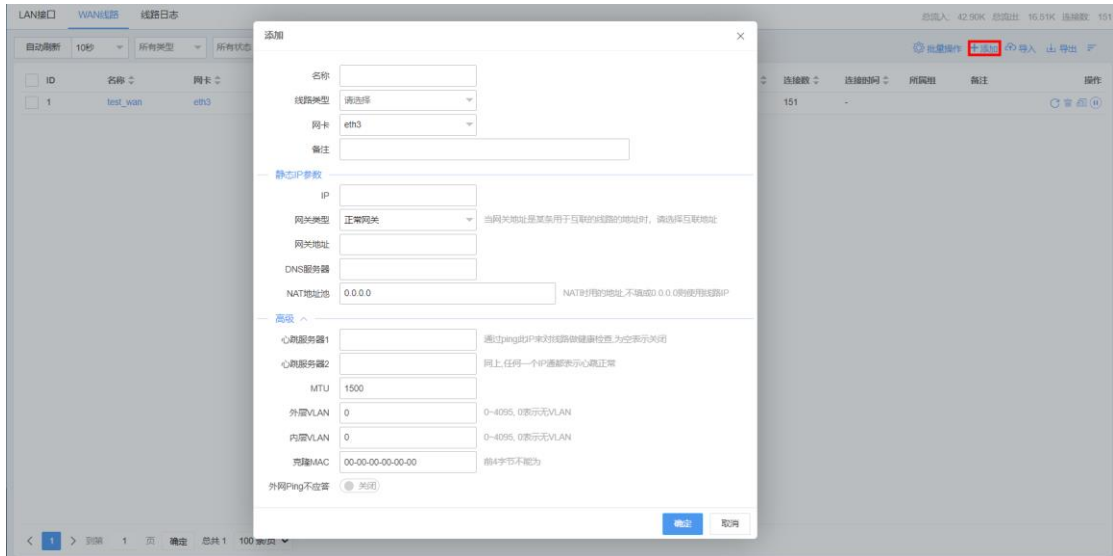 LAN接口 WAN线路 线路日志 总流入: 42.90K 总流出: 16.51K 连接数: 151
自动刷新 10秒 所有类型 所有状态 批量操作 添加 导入 导出
添加
ID 名称 网卡 连接数 连接时间 所属组 备注 操作
1 test_wan eth3 151 -
名称
线路类型 请选择
网卡 eth3
备注
静态IP参数
IP
网关类型 正常网关 当网关地址是某条用于互联的线路的地址时，请选择互联地址
网关地址
DNS服务器
NAT地址池 0.0.0.0 NAT时用的地址,不填或0.0.0.0则使用线路IP
高级
心跳服务器1 通过ping此IP来对线路做健康检查,为空表示关闭
心跳服务器2 同上,任何一个IP通都表示心跳正常
MTU 1500
外层VLAN 0 0~4095, 0表示无VLAN
内层VLAN 0 0~4095, 0表示无VLAN
克隆MAC 00-00-00-00-00-00 前4字节不能为
外网Ping不应答 关闭
确定 取消
1 到第 1 页 确定 总共 1 100 条/页